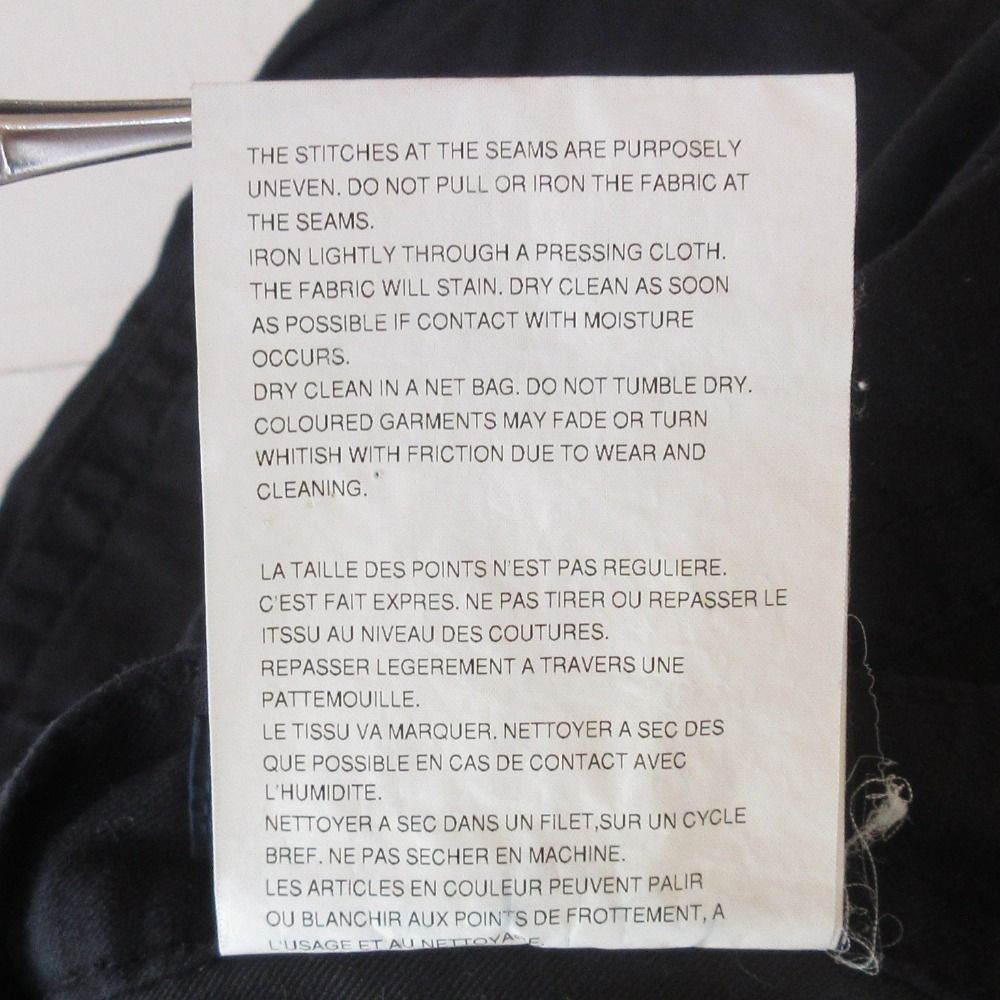 THE STITCHES AT THE SEAMS ARE PURPOSELY
UNEVEN. DO NOT PULL OR IRON THE FABRIC AT
THE SEAMS.
IRON LIGHTLY THROUGH A PRESSING CLOTH.
THE FABRIC WILL STAIN. DRY CLEAN AS SOON
AS POSSIBLE IF CONTACT WITH MOISTURE
OCCURS.
DRY CLEAN IN A NET BAG. DO NOT TUMBLE DRY.
COLOURED GARMENTS MAY FADE OR TURN
WHITISH WITH FRICTION DUE TO WEAR AND
CLEANING.
LA TAILLE DES POINTS N'EST PAS REGULIERE.
C'EST FAIT EXPRES. NE PAS TIRER OU REPASSER LE
ITSSU AU NIVEAU DES COUTURES.
REPASSER LEGEREMENT A TRAVERS UNE
PATTEMOUILLE.
LE TISSU VA MARQUER. NETTOYER A SEC DES
QUE POSSIBLE EN CAS DE CONTACT AVEC
L'HUMIDITE.
NETTOYER A SEC DANS UN FILET,SUR UN CYCLE
BREF. NE PAS SECHER EN MACHINE.
LES ARTICLES EN COULEUR PEUVENT PALIR
OU BLANCHIR AUX POINTS DE FROTTEMENT, A
L'USAGE ET AU NETTOYAGE.